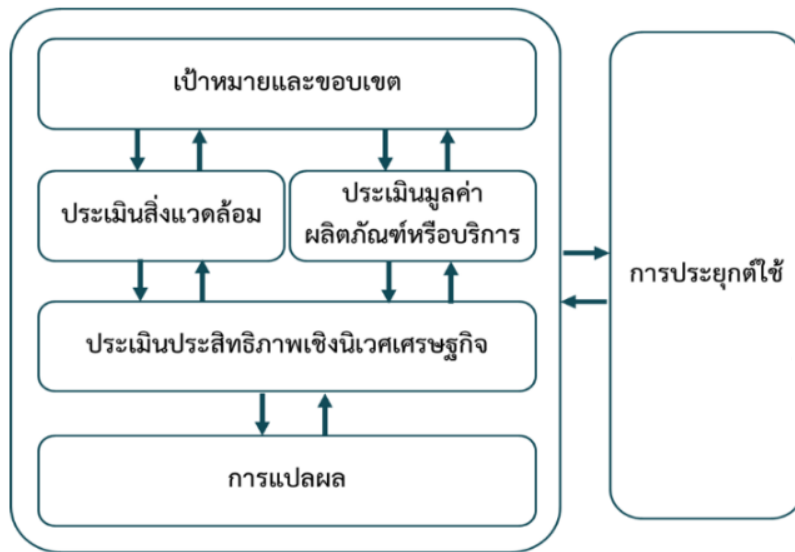 เป้าหมายและขอบเขต
ประเมินสิ่งแวดล้อม
ประเมินมูลค่า
ผลิตภัณฑ์หรือบริการ
ประเมินประสิทธิภาพเชิงนิเวศเศรษฐกิจ
การแปลผล
การประยุกต์ใช้